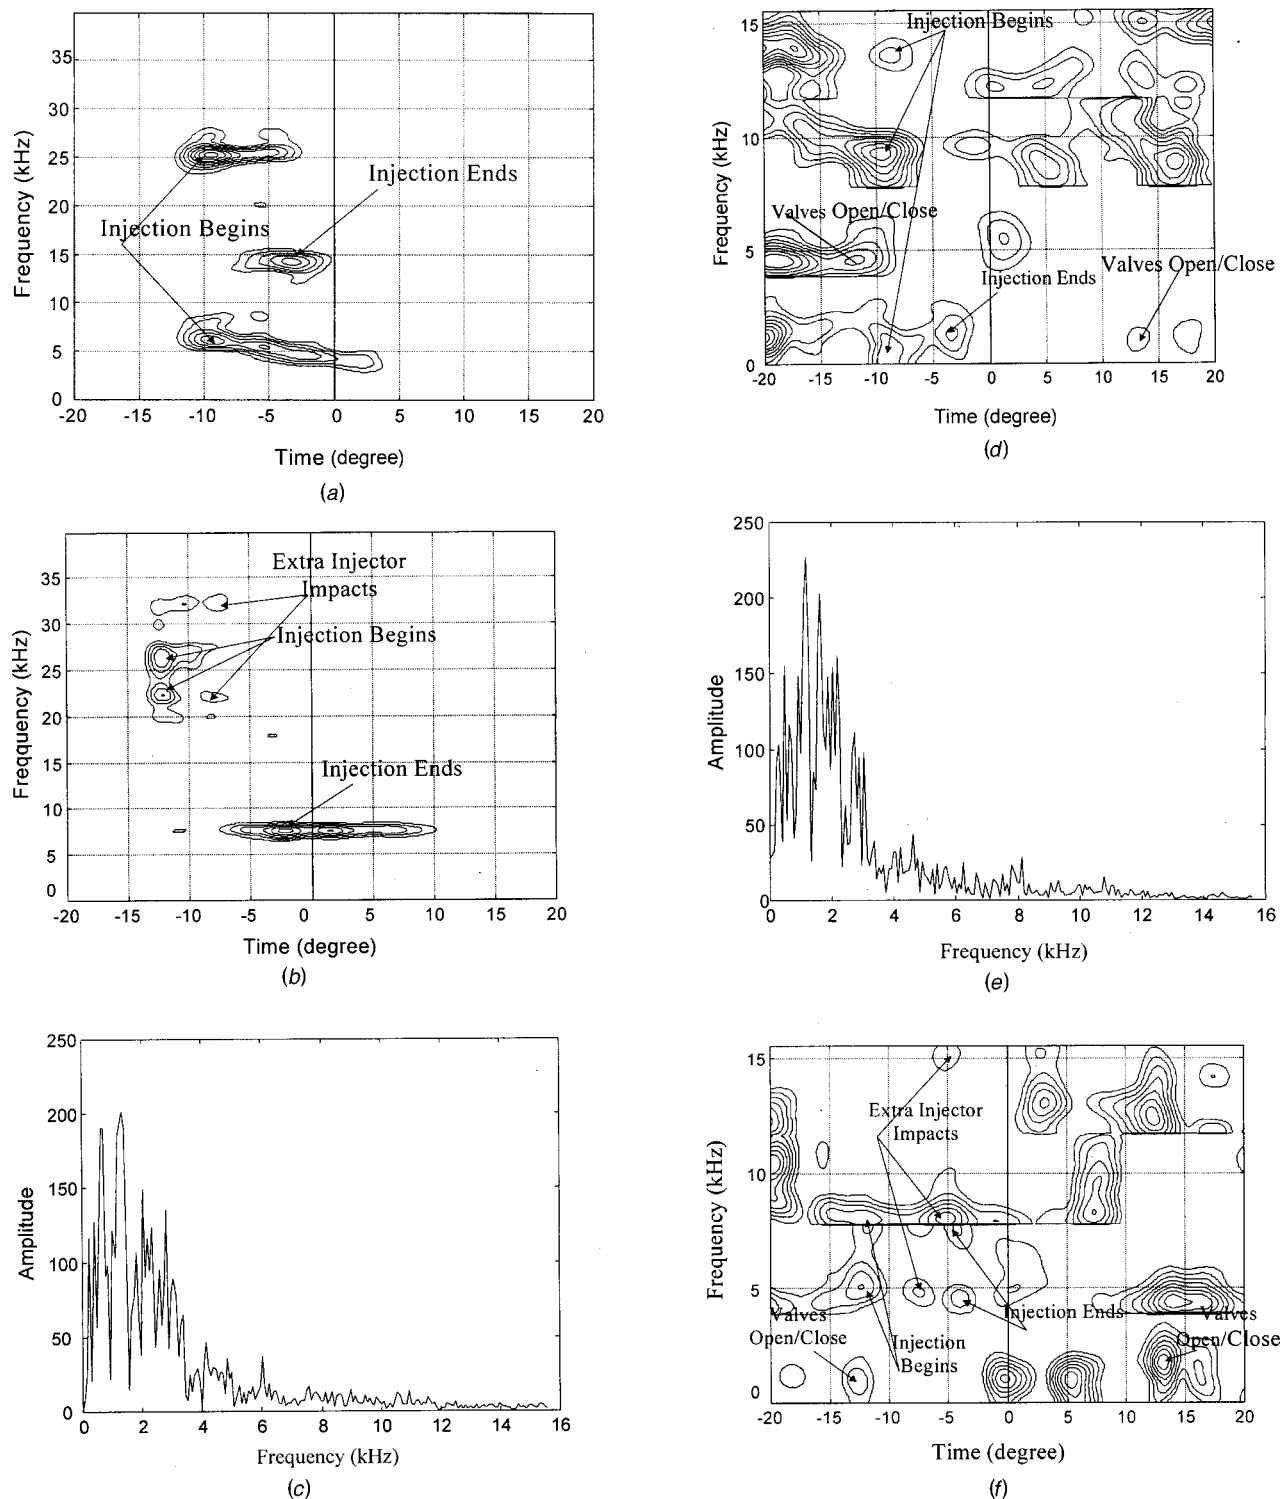 35
30
25
20
15
10
5
0
Frequency (kHz)
Injection Ends
Injection Begins
-20 -15 -10 -5 0 5 10 15 20
Time (degree)
(a)
35
30
25
20
15
10
5
0
Freqquency (kHz)
Extra Injector
Impacts
Injection Begins
Injection Ends
-20 -15 -10 -5 0 5 10 15 20
Time (degree)
(b)
250
200
150
100
50
0
Amplitude
0 2 4 6 8 10 12 14 16
Frequency (kHz)
(c)
15
10
5
0
Frequency (kHz)
Injection Begins
Valves Open/Close
Injection Ends
Valves Open/Close
-20 -15 -10 -5 0 5 10 15 20
Time (degree)
(d)
250
200
150
100
50
0
Amplitude
0 2 4 6 8 10 12 14 16
Frequency (kHz)
(e)
15
10
5
0
Frequency (kHz)
Extra Injector
Impacts
Valves
Open/Close
Injection
Begins
Injection Ends
Valves
Open/Close
-20 -15 -10 -5 0 5 10 15 20
Time (degree)
(f)